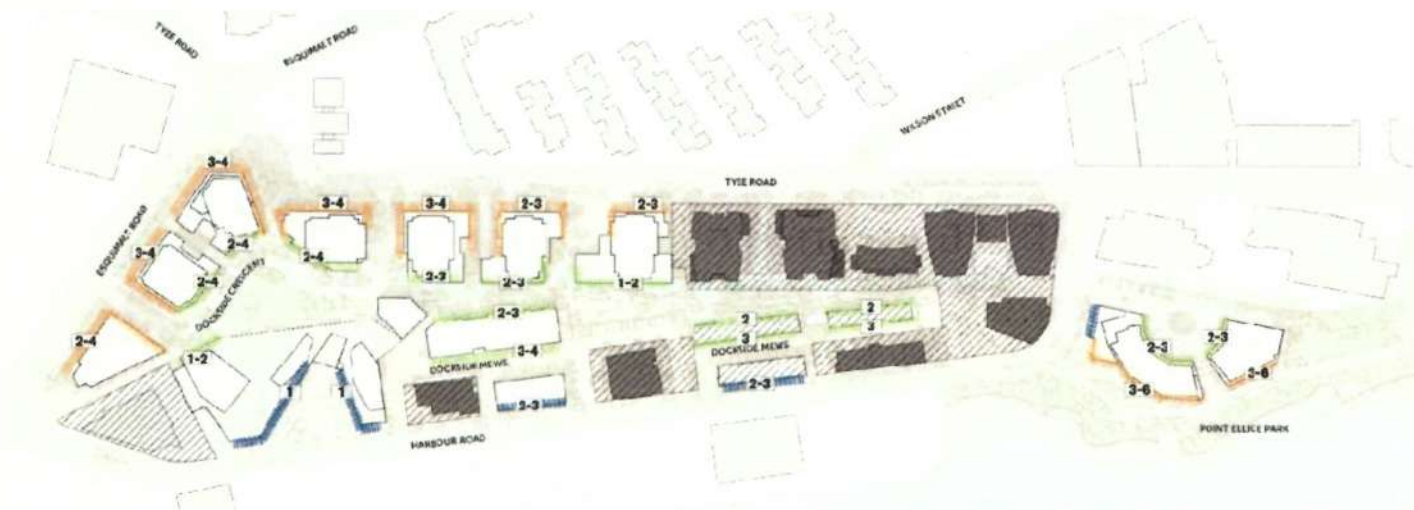 TYEE ROAD
ESQUIMALT ROAD
WILSON STREET
TYEE ROAD
3-4
3-4
3-4
2-3
2-3
ESQUIMALT ROAD
3-4
2-4
2-4
2-4
2-3
2-3
1-2
DOCKSIDE CRESCENT
2-4
1-2
2-3
3-4
2
3
2
3
DOCKSIDE MEWS
DOCKSIDE MEWS
1
1
2-3
2-3
HARBOUR ROAD
2-3
2-3
3-6
3-6
POINT ELLICE PARK